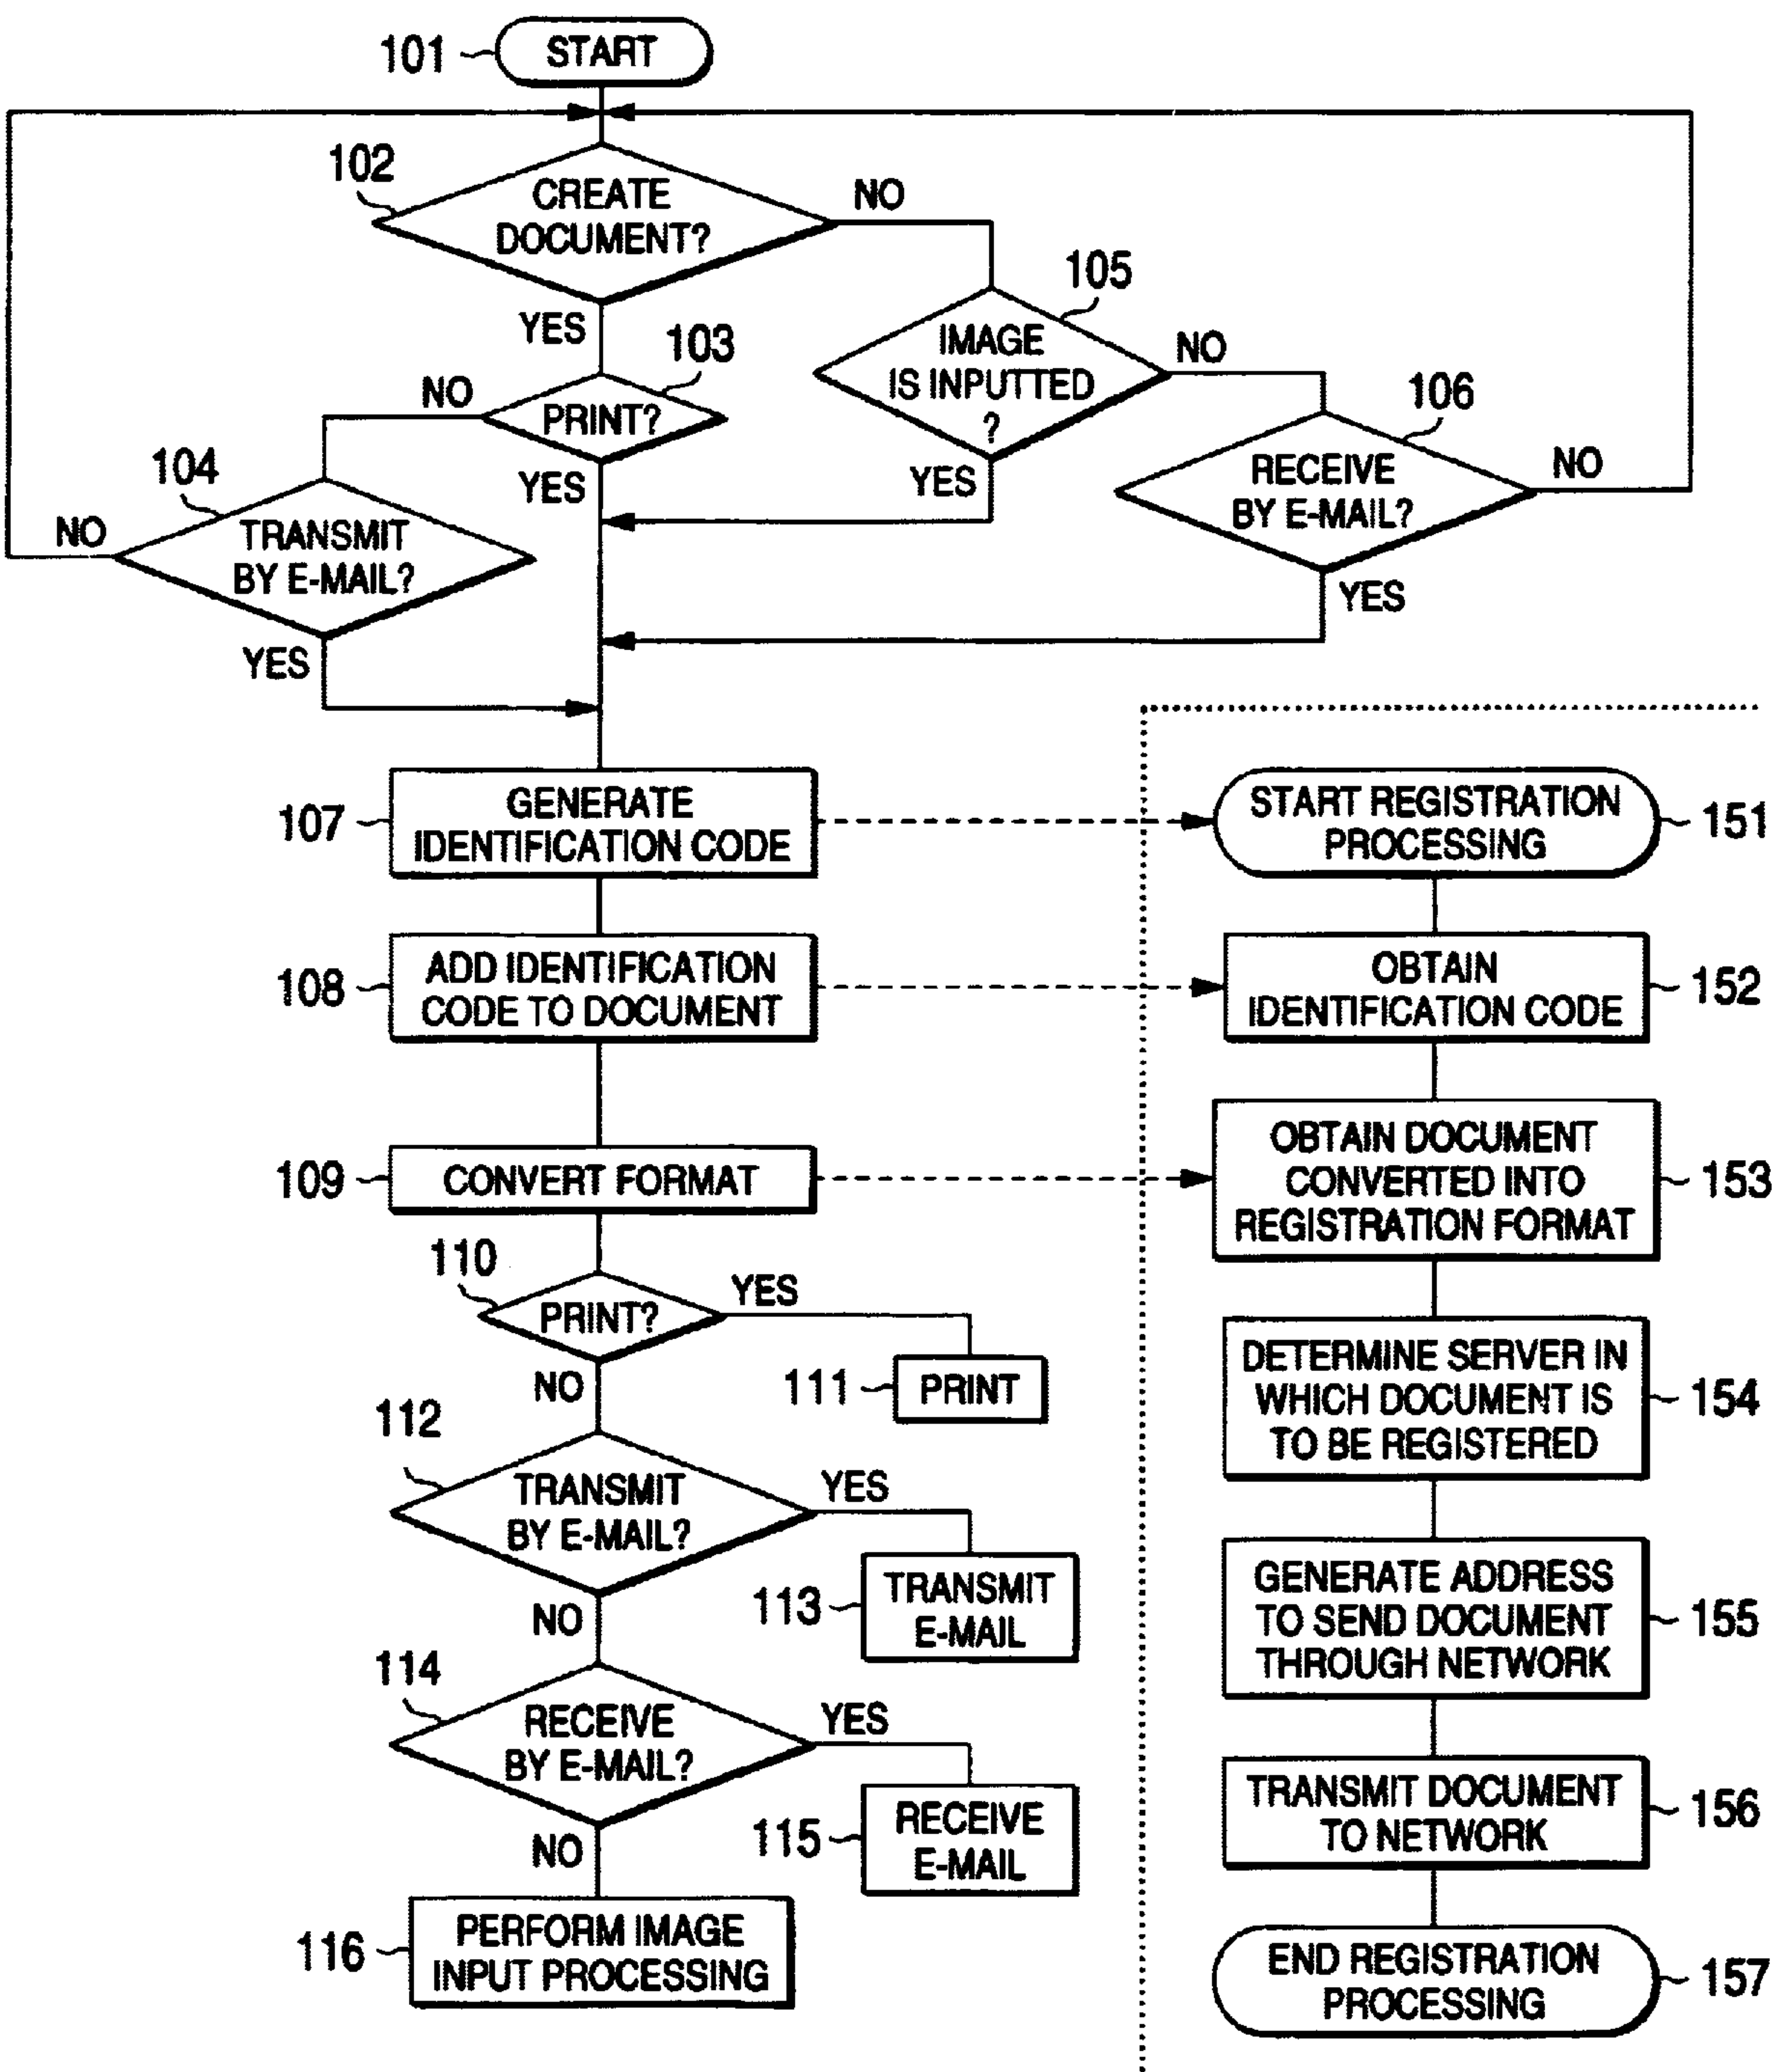 101
START
102
CREATE
DOCUMENT?
NO
YES
103
NO
PRINT?
YES
105
IMAGE
IS INPUTTED
?
NO
YES
104
NO
TRANSMIT
BY E-MAIL?
YES
106
RECEIVE
BY E-MAIL?
NO
YES
107
GENERATE
IDENTIFICATION CODE
108
ADD IDENTIFICATION
CODE TO DOCUMENT
109
CONVERT FORMAT
110
PRINT?
YES
NO
111
PRINT
112
TRANSMIT
BY E-MAIL?
YES
NO
113
TRANSMIT
E-MAIL
114
RECEIVE
BY E-MAIL?
YES
NO
115
RECEIVE
E-MAIL
116
PERFORM IMAGE
INPUT PROCESSING
START REGISTRATION
PROCESSING
151
OBTAIN
IDENTIFICATION CODE
152
OBTAIN DOCUMENT
CONVERTED INTO
REGISTRATION FORMAT
153
DETERMINE SERVER IN
WHICH DOCUMENT IS
TO BE REGISTERED
154
GENERATE ADDRESS
TO SEND DOCUMENT
THROUGH NETWORK
155
TRANSMIT DOCUMENT
TO NETWORK
156
END REGISTRATION
PROCESSING
157